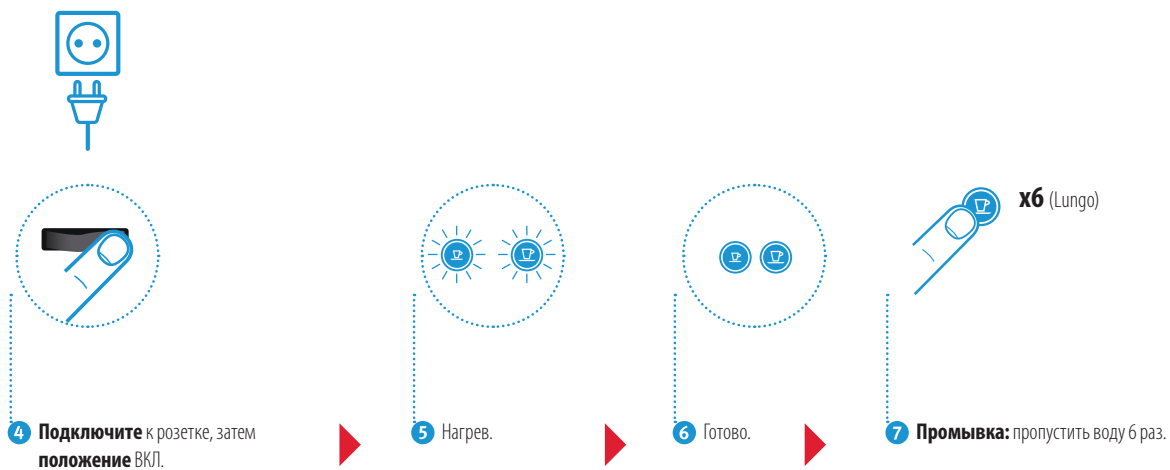 x6 (Lungo)
4 Подключите к розетке, затем
положение ВКЛ.
5 Нагрев.
6 Готово.
7 Промывка: пропустить воду 6 раз.